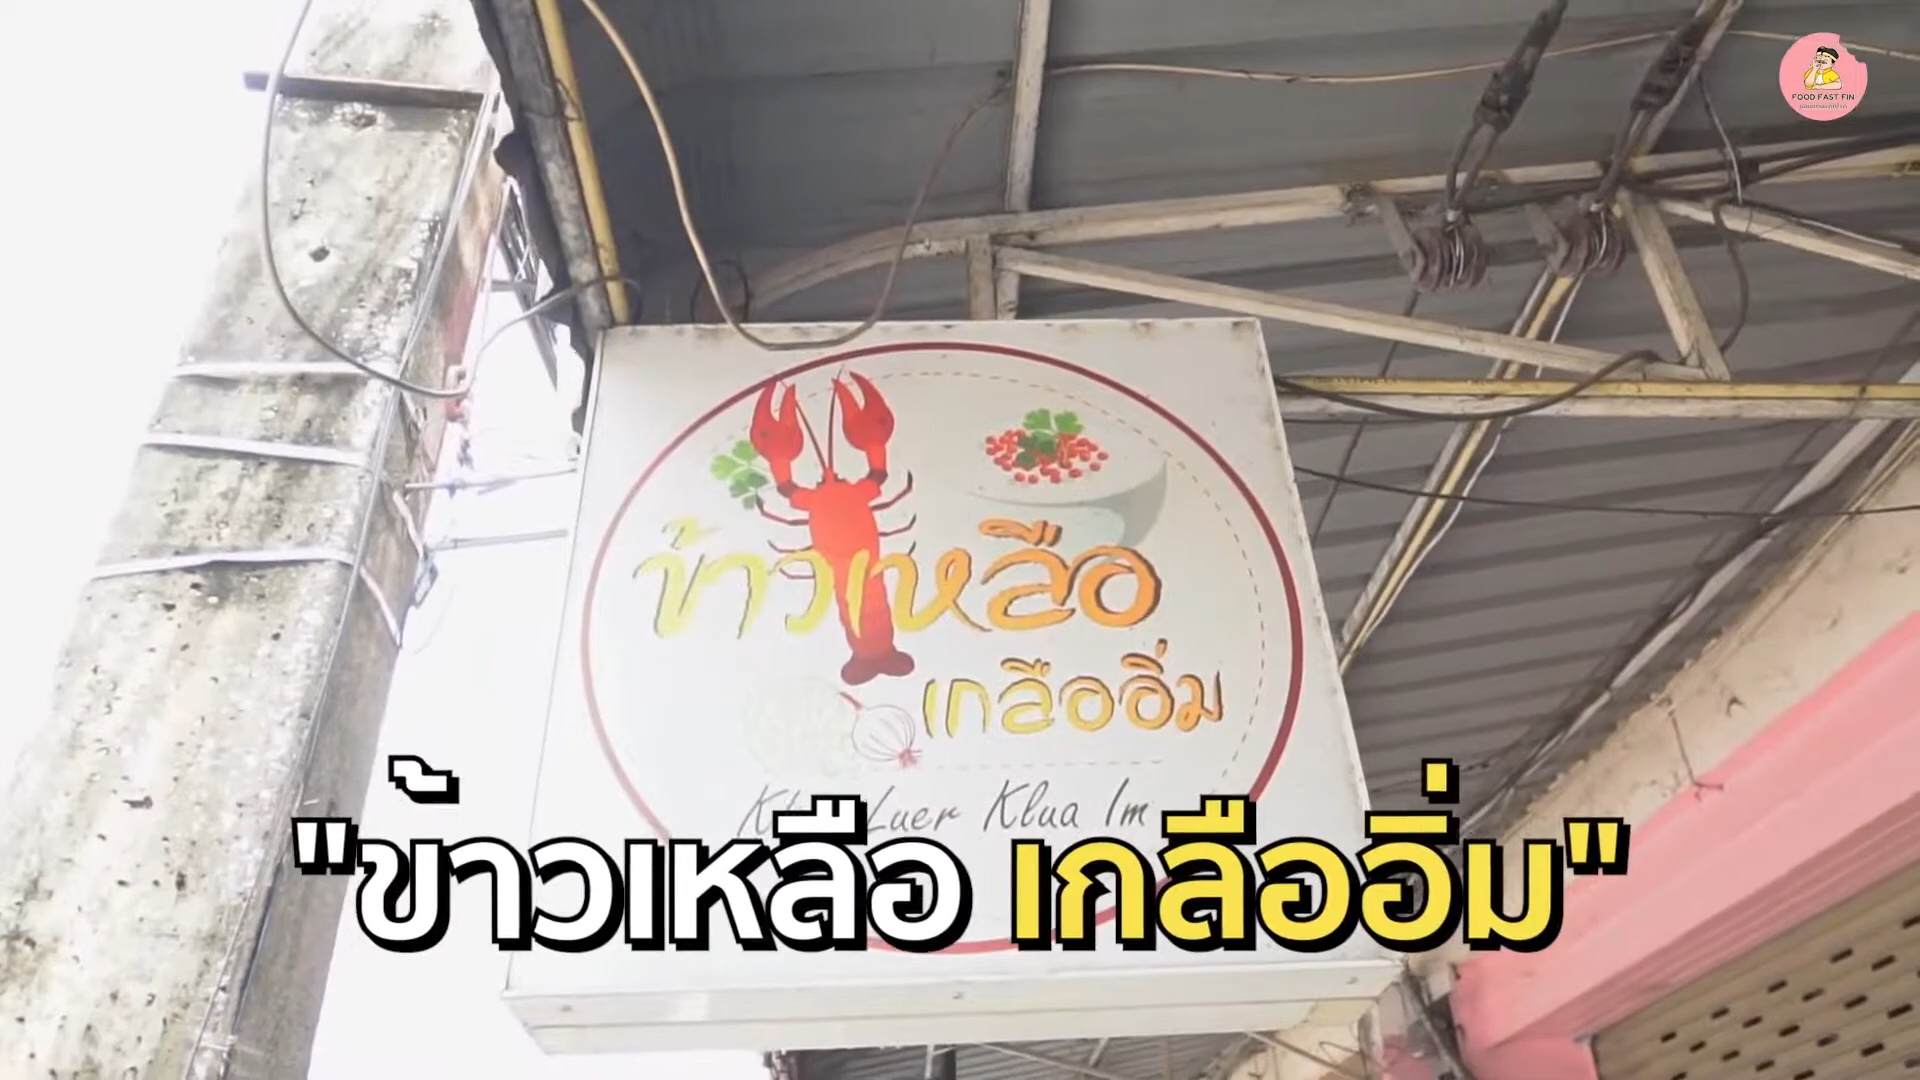 FOOD FAST FIN
ข้าวเหลือ
เกลืออิ่ม
Luer Klua Im
"ข้าวเหลือ เกลืออิ่ม"